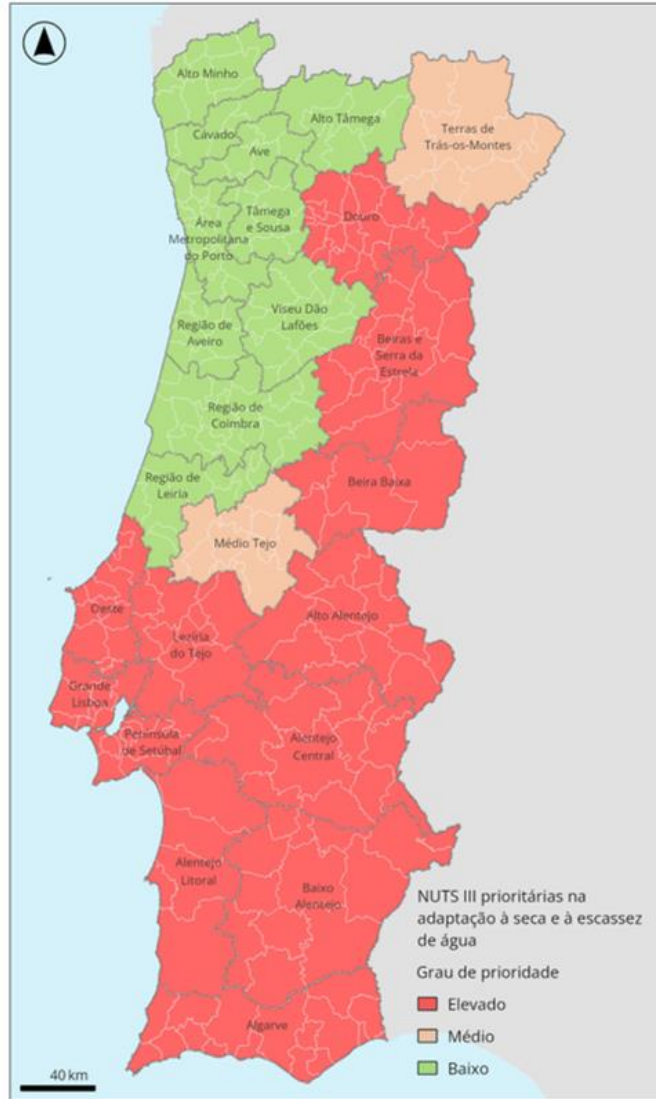 Alto Minho
Cávado
Ave
Alto Tâmega
Terras de
Trás-os-Montes
Tâmega
e Sousa
Douro
Área
Metropolitana
do Porto
Viseu Dão
Lafões
Região de
Aveiro
Beiras e
Serra da
Estrela
Região de
Coimbra
Região de
Leiria
Beira Baixa
Médio Tejo
Oeste
Lezíria
do Tejo
Alto Alentejo
Grande
Lisboa
Península
de Setúbal
Alentejo
Central
Alentejo
Litoral
Baixo
Alentejo
Algarve
NUTS III prioritárias na
adaptação à seca e à escassez
de água
Grau de prioridade
Elevado
Médio
Baixo
40 km